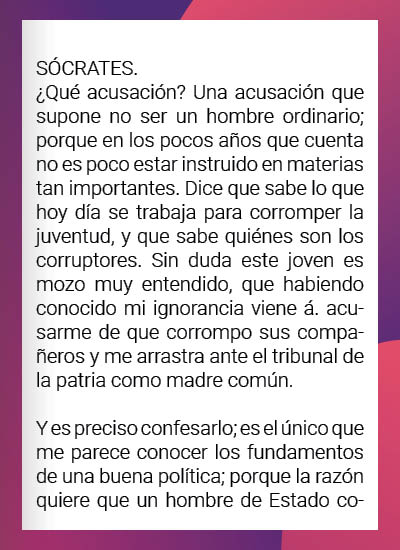 SÓCRATES.
¿Qué acusación? Una acusación que
supone no ser un hombre ordinario;
porque en los pocos años que cuenta
no es poco estar instruido en materias
tan importantes. Dice que sabe lo que
hoy día se trabaja para corromper la
juventud, y que sabe quiénes son los
corruptores. Sin duda este joven es
mozo muy entendido, que habiendo
conocido mi ignorancia viene á. acu-
sarme de que corrompo sus compa-
ñeros y me arrastra ante el tribunal de
la patria como madre común.

Y es preciso confesarlo; es el único que
me parece conocer los fundamentos
de una buena política; porque la razón
quiere que un hombre de Estado co-